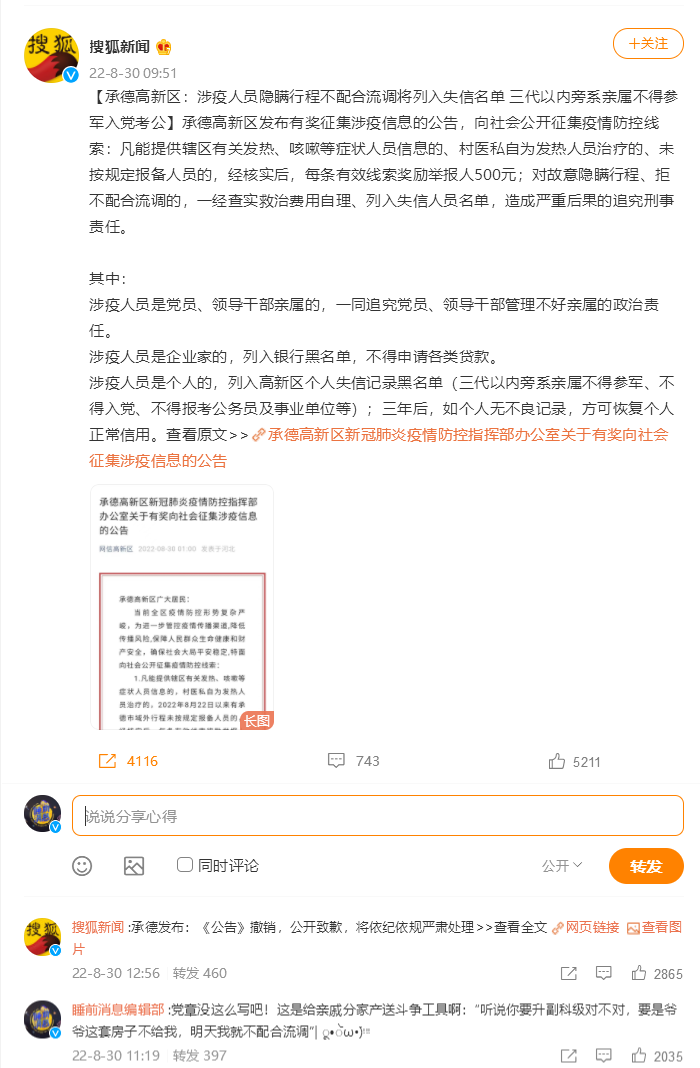 搜狐
搜狐新闻
22-8-30 09:51
+关注
【承德高新区：涉疫人员隐瞒行程不配合流调将列入失信名单 三代以内旁系亲属不得参
军入党考公】承德高新区发布有奖征集涉疫信息的公告，向社会公开征集疫情防控线
索：凡能提供辖区有关发热、咳嗽等症状人员信息的、村医私自为发热人员治疗的、未
按规定报备人员的，经核实后，每条有效线索奖励举报人500元；对故意隐瞒行程、拒
不配合流调的，一经查实救治费用自理、列入失信人员名单，造成严重后果的追究刑事
责任。
其中：
涉疫人员是党员、领导干部亲属的，一同追究党员、领导干部管理不好亲属的政治责
任。
涉疫人员是企业家的，列入银行黑名单，不得申请各类贷款。
涉疫人员是个人的，列入高新区个人失信记录黑名单（三代以内旁系亲属不得参军、不
得入党、不得报考公务员及事业单位等）；三年后，如个人无不良记录，方可恢复个人
正常信用。查看原文>>承德高新区新冠肺炎疫情防控指挥部办公室关于有奖向社会
征集涉疫信息的公告
承德高新区新冠肺炎疫情防控指挥部
办公室关于有奖向社会征集涉疫信息
的公告
网信高新区 2022-08-30 01:00 发表于河北
承德高新区广大居民：
当前全区疫情防控形势复杂严
峻，为进一步管控疫情传播渠道,降低
传播风险,保障人民群众生命健康和财
产安全，确保社会大局平安稳定,特面
向社会公开征集疫情防控线索：
1.凡能提供辖区有关发热、咳嗽等
症状人员信息的，村医私自为发热人
员治疗的，2022年8月22日以来有承
德市域外行程未按规定报备人员的，
长图
4116
743
5211
说说分享心得
同时评论
公开
转发
搜狐
搜狐新闻:承德发布：《公告》撤销，公开致歉，将依纪依规严肃处理>>查看全文 网页链接 查看图
片
22-8-30 12:56 转发 460
2865
睡前消息编辑部:党章没这么写吧！这是给亲戚分家产送斗争工具啊：“听说你要升副科级对不对，要是爷
爷这套房子不给我，明天我就不配合流调”
22-8-30 11:19 转发 397
2035